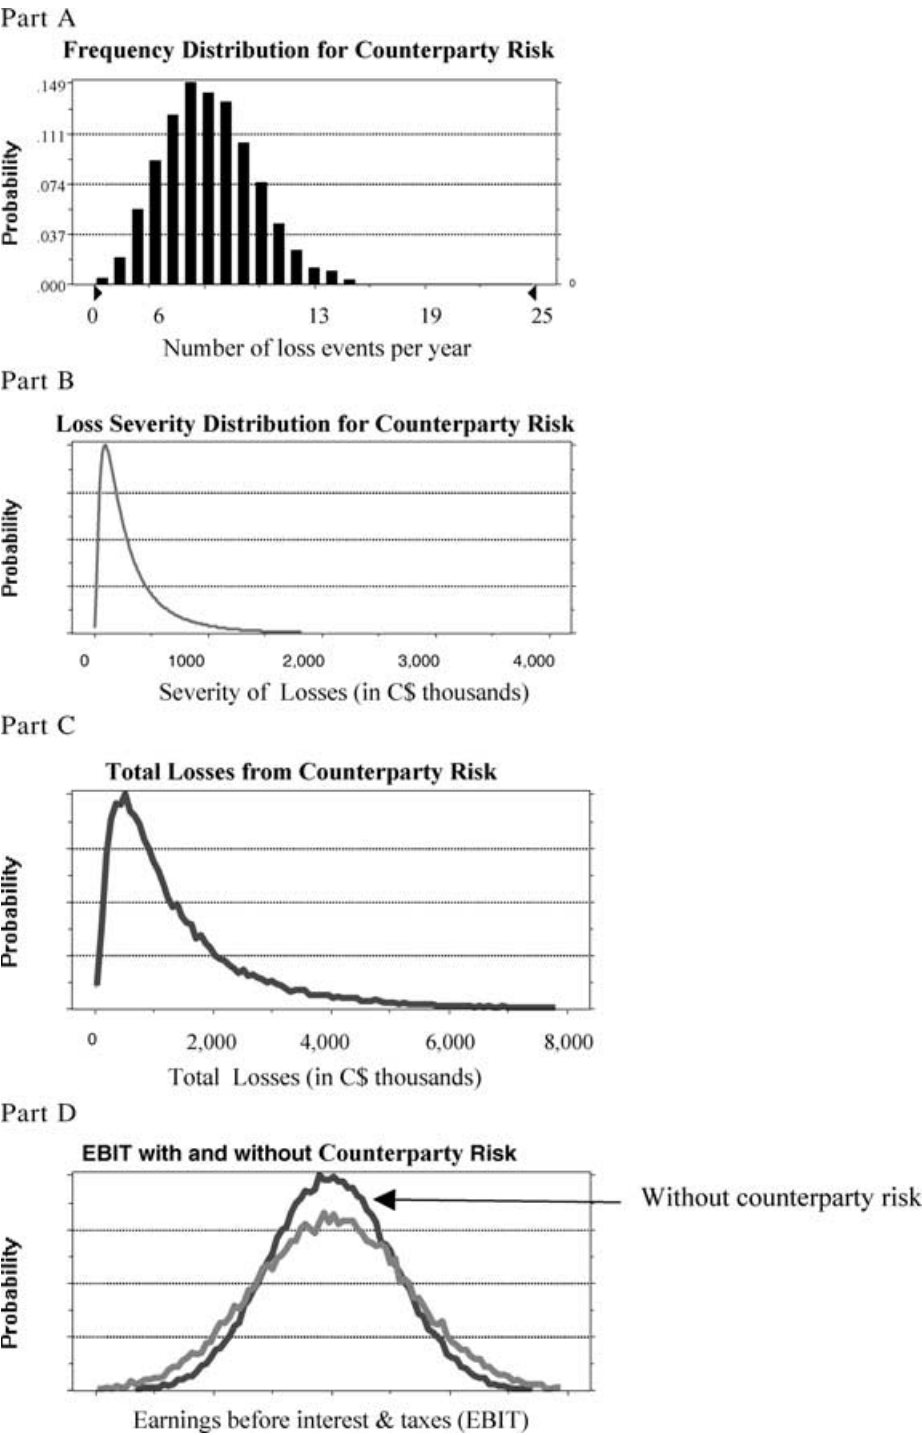 Part A
Frequency Distribution for Counterparty Risk
Probability
.149
.111
.074
.037
.000
0
0 6 13 19 25
Number of loss events per year
Part B
Loss Severity Distribution for Counterparty Risk
Probability
0 1000 2,000 3,000 4,000
Severity of Losses (in C$ thousands)
Part C
Total Losses from Counterparty Risk
Probability
0 2,000 4,000 6,000 8,000
Total Losses (in C$ thousands)
Part D
EBIT with and without Counterparty Risk
Without counterparty risk
Probability
Earnings before interest & taxes (EBIT)